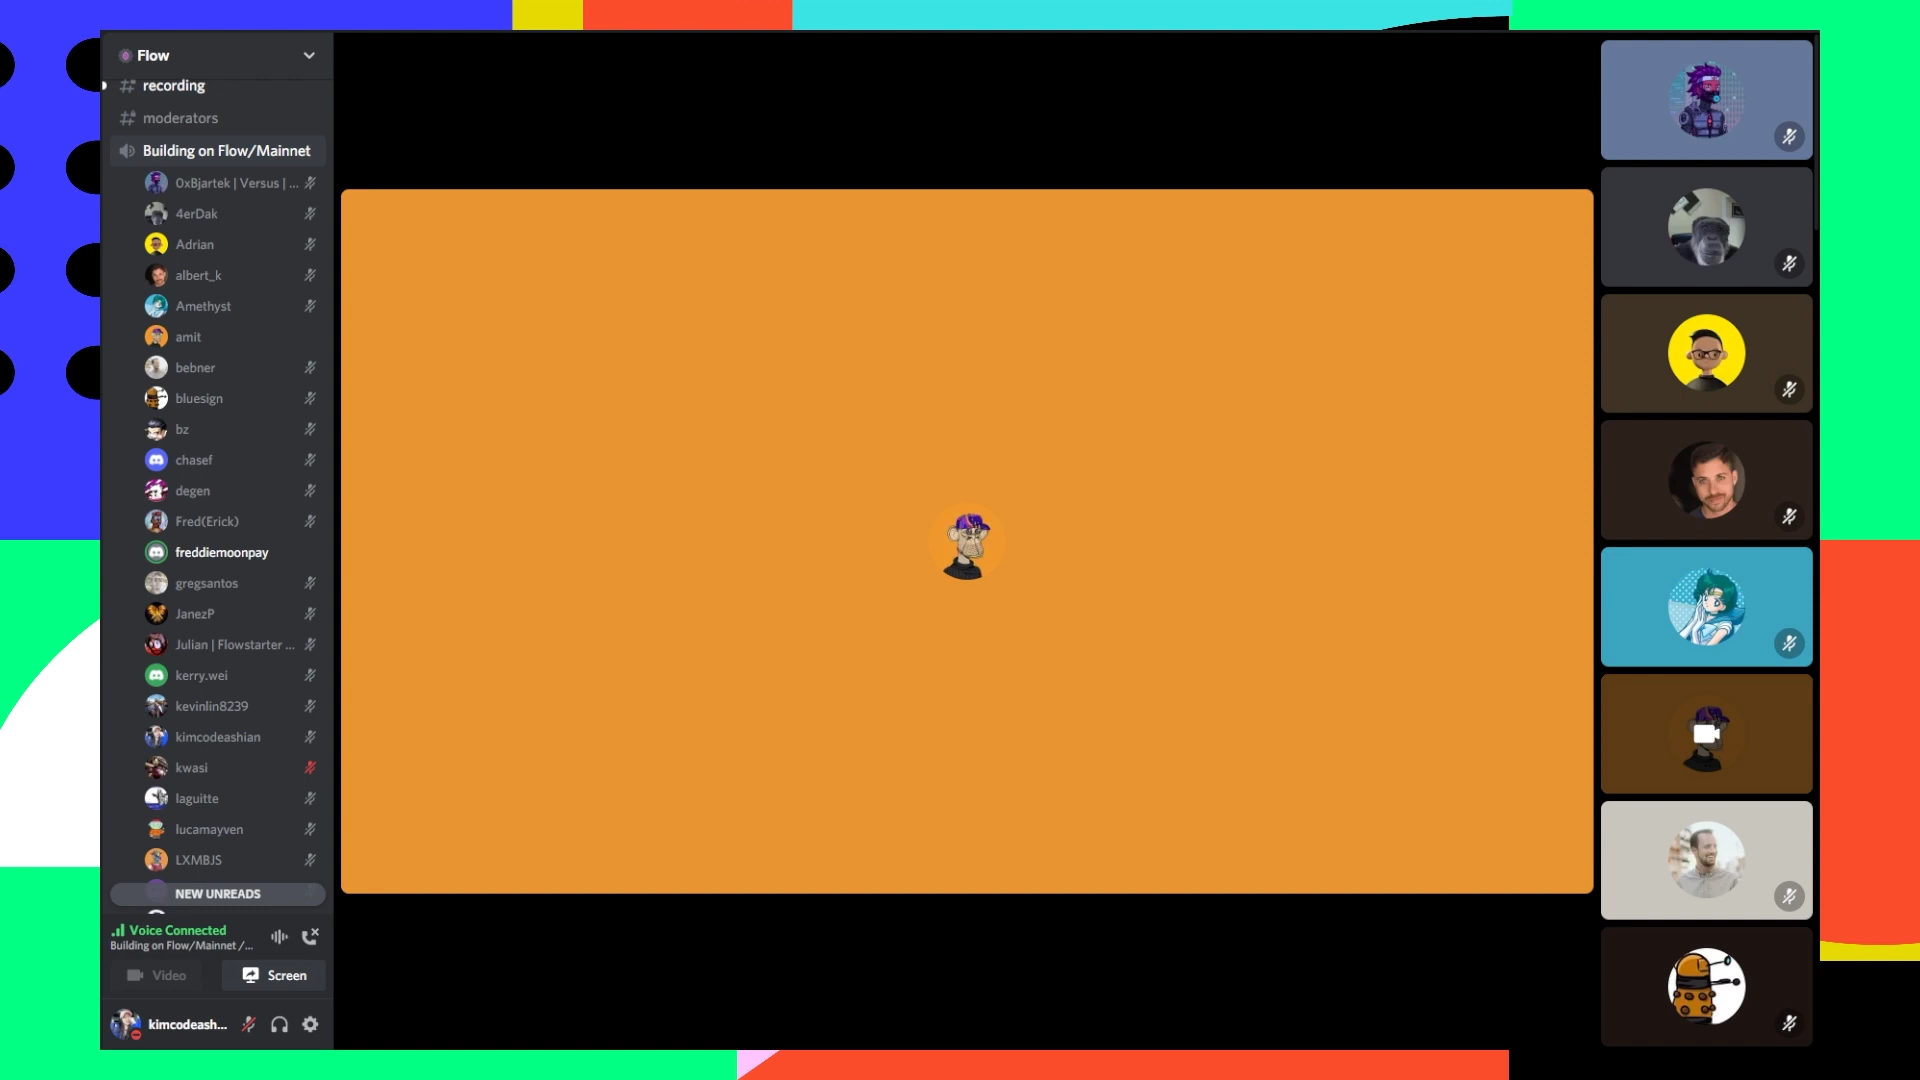 Flow
recording
moderators
Building on Flow/Mainnet
0xBjartek | Versus | ...
4erDak
Adrian
albert_k
Amethyst
amit
bebner
bluesign
bz
chasef
degen
Fred(Erick)
freddiemoonpay
gregsantos
JanezP
Julian | Flowstarter ...
kerry.wei
kevinlin8239
kimcodeashian
kwasi
laguitte
lucamayven
LXMBJS
NEW UNREADS
Voice Connected
Building on Flow/Mainnet /...
Video
Screen
kimcodeash...